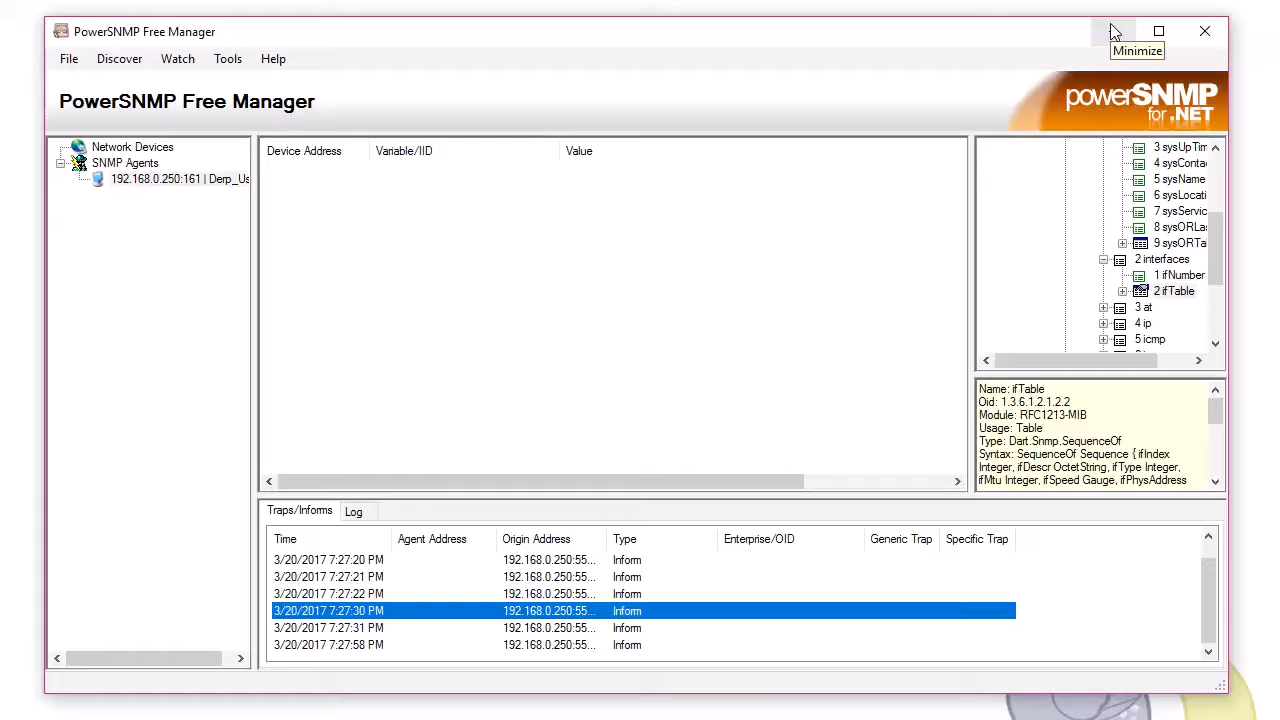 PowerSNMP Free Manager
Minimize
File Discover Watch Tools Help
PowerSNMP Free Manager
powerSNMP
for .NET
Network Devices
SNMP Agents
192.168.0.250:161 | Derp_Us
Device Address Variable/IID Value
3 sysUpTim
4 sysConta
5 sysName
6 sysLocati
7 sysServic
8 sysORLas
9 sysORTa
2 interfaces
1 ifNumber
2 ifTable
3 at
4 ip
5 icmp
Name: ifTable
Oid: 1.3.6.1.2.1.2.2
Module: RFC1213-MIB
Usage: Table
Type: Dart.Snmp.SequenceOf
Syntax: SequenceOf Sequence { ifIndex
Integer, ifDescr OctetString, ifType Integer,
ifMtu Integer, ifSpeed Gauge, ifPhysAddress
Traps/Informs Log
Time Agent Address Origin Address Type Enterprise/OID Generic Trap Specific Trap
3/20/2017 7:27:20 PM 192.168.0.250:55... Inform
3/20/2017 7:27:21 PM 192.168.0.250:55... Inform
3/20/2017 7:27:22 PM 192.168.0.250:55... Inform
3/20/2017 7:27:30 PM 192.168.0.250:55... Inform
3/20/2017 7:27:31 PM 192.168.0.250:55... Inform
3/20/2017 7:27:58 PM 192.168.0.250:55... Inform